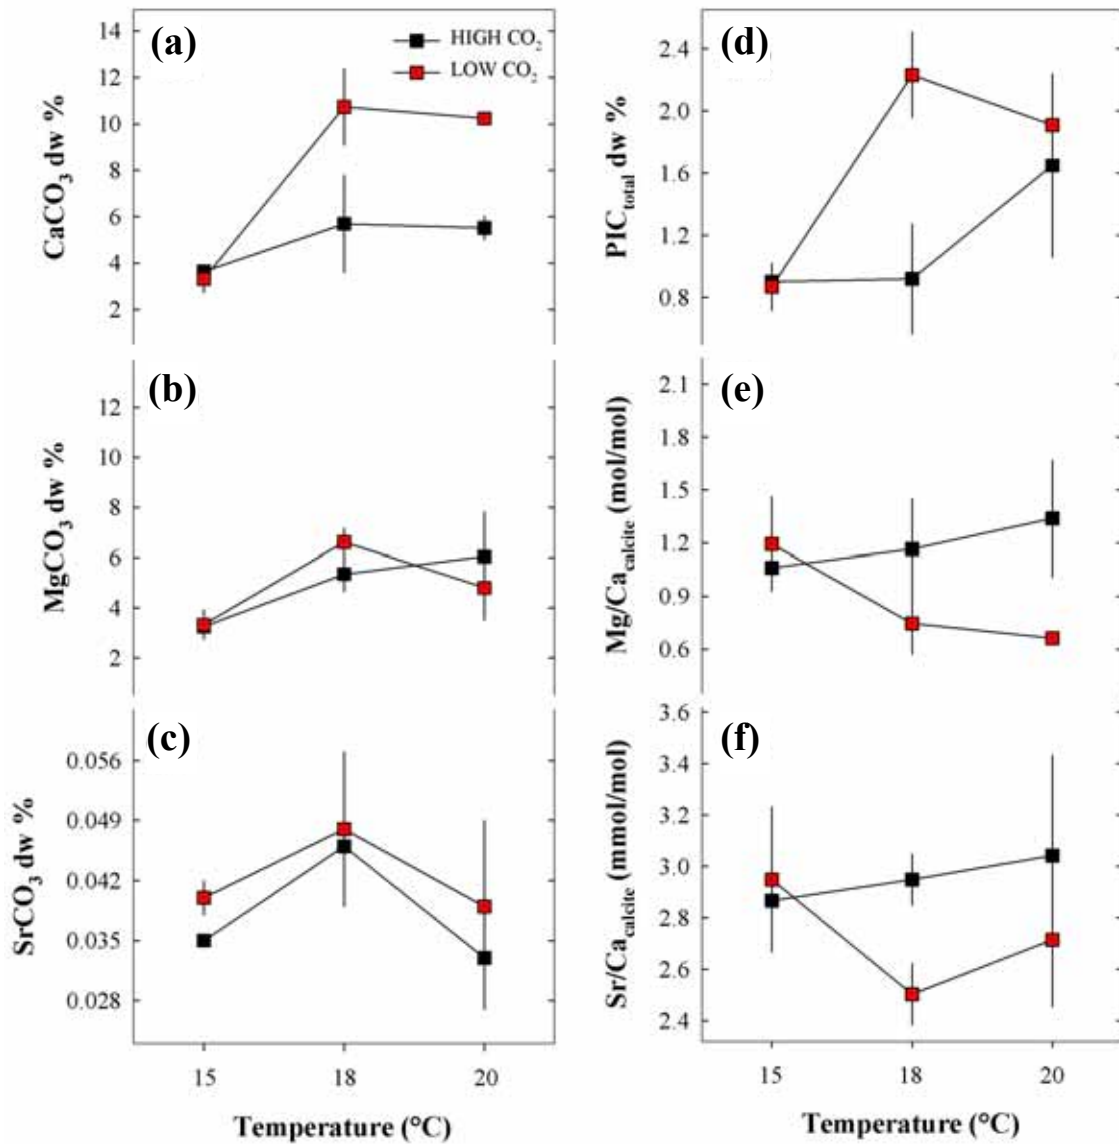 (a)
HIGH CO₂
LOW CO₂
CaCO₃ dw %
14
12
10
8
6
4
2
(b)
MgCO₃ dw %
12
10
8
6
4
2
(c)
SrCO₃ dw %
0.056
0.049
0.042
0.035
0.028
15
18
20
Temperature (°C)
(d)
PIC_total dw %
2.4
2.0
1.6
1.2
0.8
(e)
Mg/Ca_calcite (mol/mol)
2.1
1.8
1.5
1.2
0.9
0.6
(f)
Sr/Ca_calcite (mmol/mol)
3.6
3.4
3.2
3.0
2.8
2.6
2.4
15
18
20
Temperature (°C)